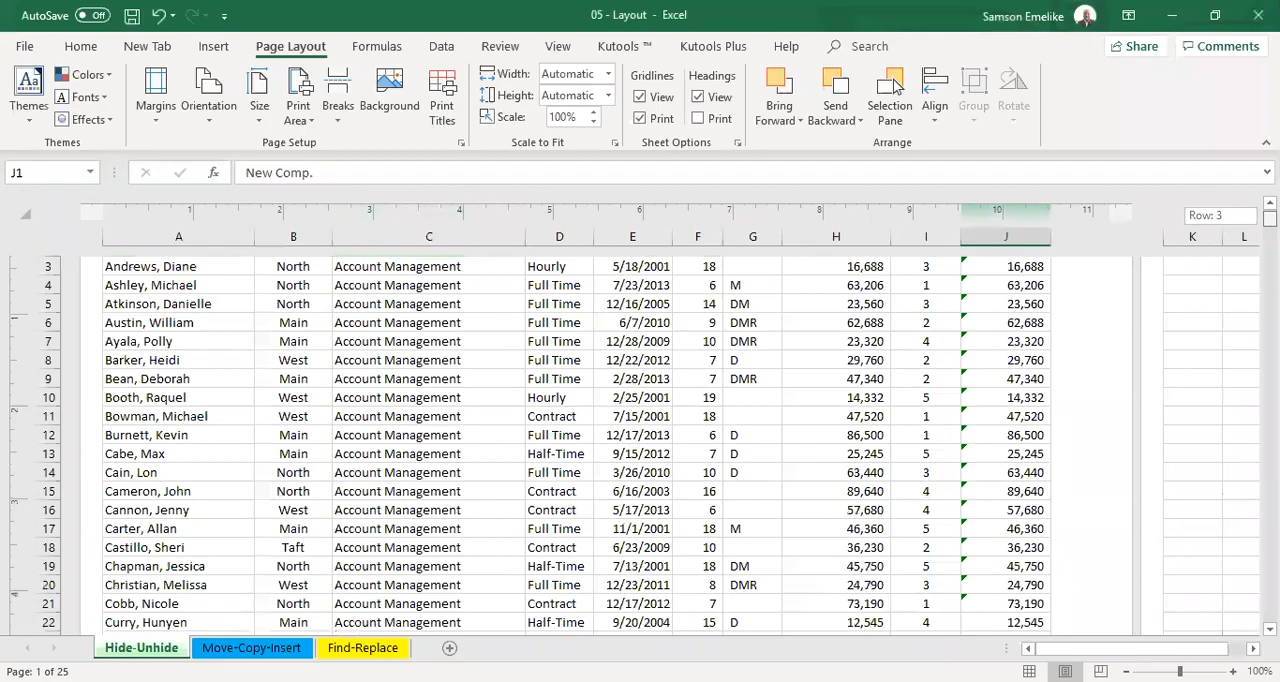 AutoSave Off 05 - Layout - Excel Samson Emelike
File Home New Tab Insert Page Layout Formulas Data Review View Kutools ™ Kutools Plus Help Search Share Comments
Themes Colors Fonts Effects Margins Orientation Size Print Area Breaks Background Print Titles Width: Automatic Height: Automatic Scale: 100% Gridlines View Print Headings View Print Bring Forward Send Backward Selection Pane Align Group Rotate
Themes Page Setup Scale to Fit Sheet Options Arrange
J1 fx New Comp.
1 2 3 4 5 6 7 8 9 10 11 Row: 3
A B C D E F G H I J K L
3 Andrews, Diane North Account Management Hourly 5/18/2001 18 16,688 3 16,688
4 Ashley, Michael North Account Management Full Time 7/23/2013 6 M 63,206 1 63,206
5 Atkinson, Danielle North Account Management Full Time 12/16/2005 14 DM 23,560 3 23,560
6 Austin, William Main Account Management Full Time 6/7/2010 9 DMR 62,688 2 62,688
7 Ayala, Polly Main Account Management Full Time 12/28/2009 10 DMR 23,320 4 23,320
8 Barker, Heidi West Account Management Full Time 12/22/2012 7 D 29,760 2 29,760
9 Bean, Deborah Main Account Management Full Time 2/28/2013 7 DMR 47,340 2 47,340
10 Booth, Raquel West Account Management Hourly 2/25/2001 19 14,332 5 14,332
11 Bowman, Michael West Account Management Contract 7/15/2001 18 47,520 1 47,520
12 Burnett, Kevin Main Account Management Full Time 12/17/2013 6 D 86,500 1 86,500
13 Cabe, Max Main Account Management Half-Time 9/15/2012 7 D 25,245 5 25,245
14 Cain, Lon North Account Management Full Time 3/26/2010 10 D 63,440 3 63,440
15 Cameron, John North Account Management Contract 6/16/2003 16 89,640 4 89,640
16 Cannon, Jenny West Account Management Contract 5/17/2013 6 57,680 4 57,680
17 Carter, Allan Main Account Management Full Time 11/1/2001 18 M 46,360 5 46,360
18 Castillo, Sheri Taft Account Management Contract 6/23/2009 10 36,230 2 36,230
19 Chapman, Jessica North Account Management Half-Time 7/13/2001 18 DM 45,750 5 45,750
20 Christian, Melissa West Account Management Full Time 12/23/2011 8 DMR 24,790 3 24,790
21 Cobb, Nicole North Account Management Contract 12/17/2012 7 73,190 1 73,190
22 Curry, Hunyen Main Account Management Half-Time 9/20/2004 15 D 12,545 4 12,545
Hide-Unhide Move-Copy-Insert Find-Replace
Page: 1 of 25 100%